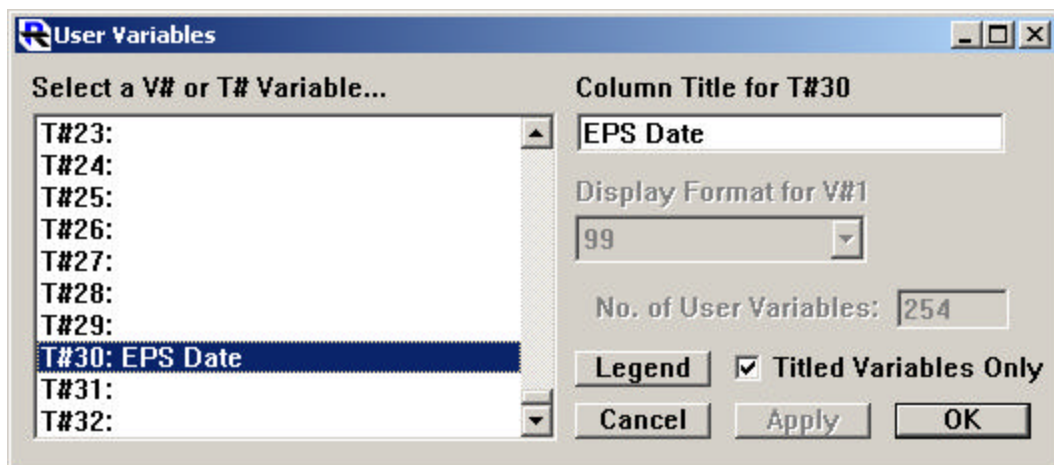 User Variables
Select a V# or T# Variable...
T#23:
T#24:
T#25:
T#26:
T#27:
T#28:
T#29:
T#30: EPS Date
T#31:
T#32:
Column Title for T#30
EPS Date
Display Format for V#1
99
No. of User Variables: 254
Legend
Titled Variables Only
Cancel
Apply
OK